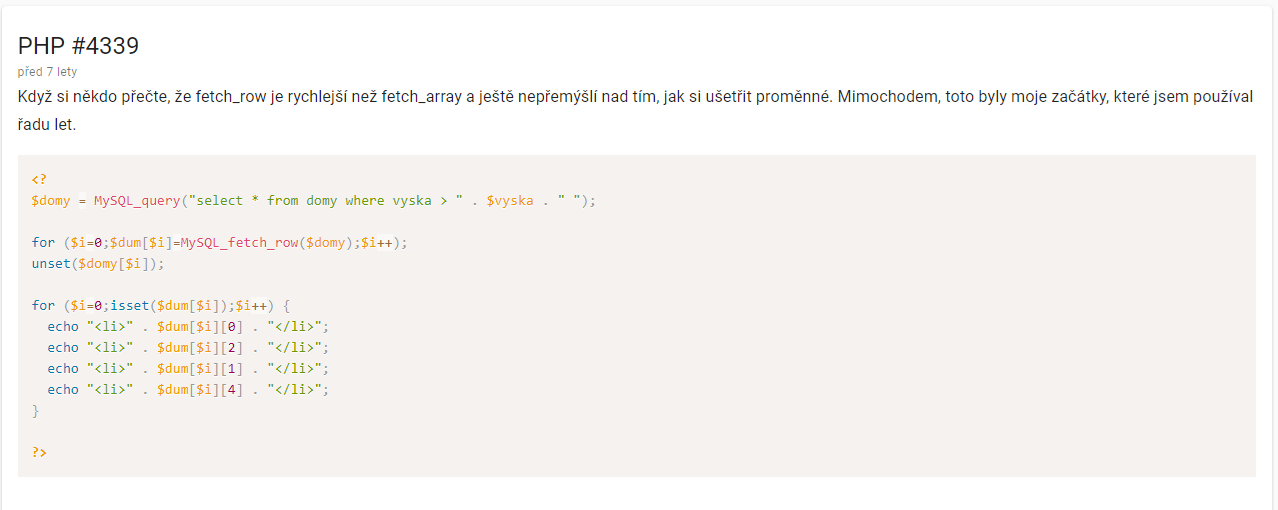 PHP #4339
před 7 lety
Když si někdo přečte, že fetch_row je rychlejší než fetch_array a ještě nepřemýšlí nad tím, jak si ušetřit proměnné. Mimochodem, toto byly moje začátky, které jsem používal
řadu let.
<?
$domy = MySQL_query("select * from domy where vyska > " . $vyska . " ");
for ($i=0;$dum[$i]=MySQL_fetch_row($domy);$i++);
unset($domy[$i]);
for ($i=0;isset($dum[$i]);$i++) {
echo "<li>" . $dum[$i][0] . "</li>";
echo "<li>" . $dum[$i][2] . "</li>";
echo "<li>" . $dum[$i][1] . "</li>";
echo "<li>" . $dum[$i][4] . "</li>";
}
?>